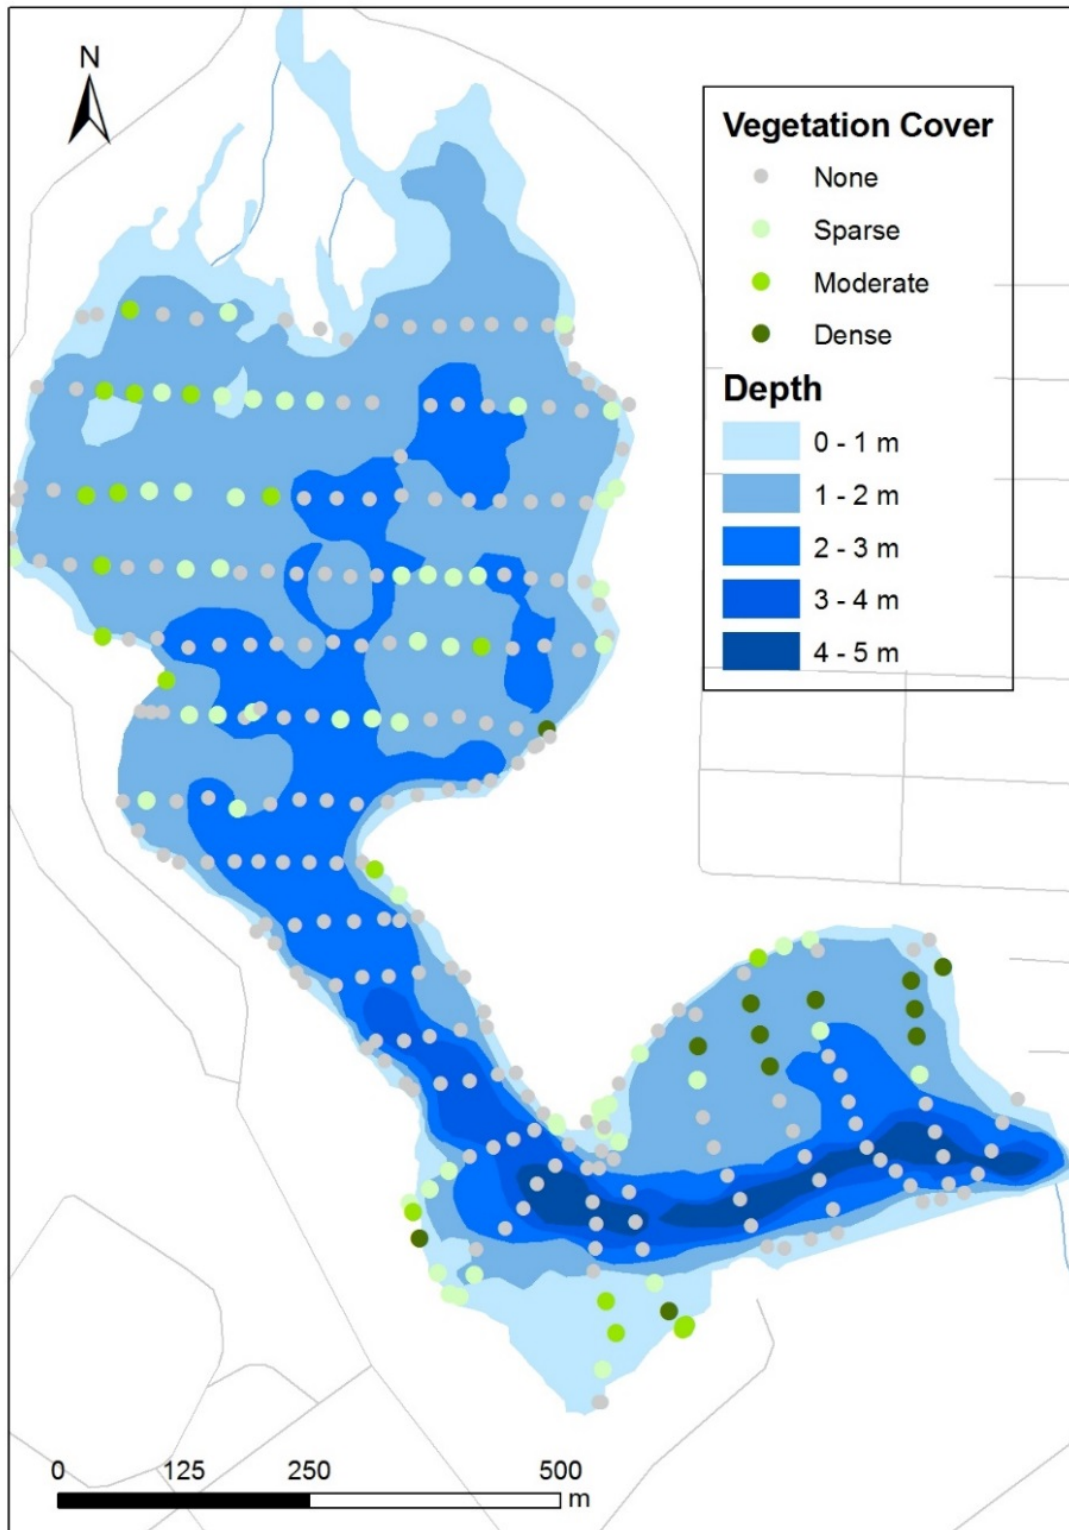 N
Vegetation Cover
None
Sparse
Moderate
Dense
Depth
0 - 1 m
1 - 2 m
2 - 3 m
3 - 4 m
4 - 5 m
0 125 250 500
m